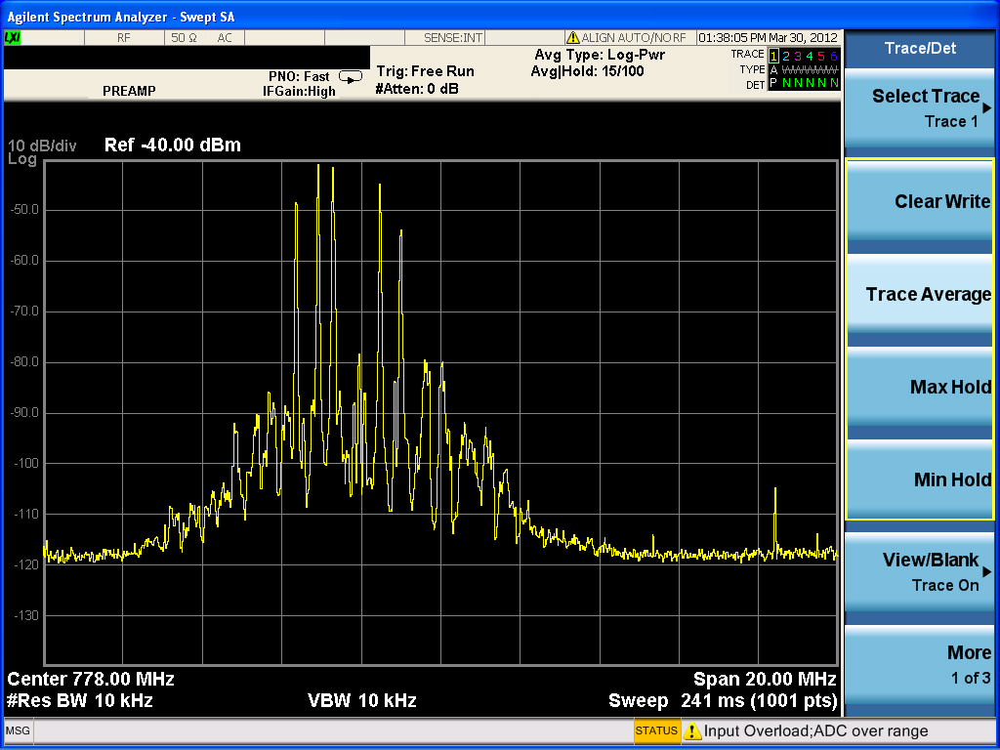 Agilent Spectrum Analyzer - Swept SA
LXI RF 50 Ω AC SENSE:INT ALIGN AUTO/NO RF 01:38:05 PM Mar 30, 2012
PREAMP
PNO: Fast
IFGain:High
Trig: Free Run
#Atten: 0 dB
Avg Type: Log-Pwr
Avg|Hold: 15/100
TRACE 1 2 3 4 5 6
TYPE A WWWWWW
DET P N N N N N
10 dB/div
Log
Ref -40.00 dBm
-50.0
-60.0
-70.0
-80.0
-90.0
-100
-110
-120
-130
Center 778.00 MHz
Span 20.00 MHz
#Res BW 10 kHz
VBW 10 kHz
Sweep 241 ms (1001 pts)
Trace/Det
Select Trace
Trace 1
Clear Write
Trace Average
Max Hold
Min Hold
View/Blank
Trace On
More
1 of 3
MSG
STATUS
Input Overload;ADC over range